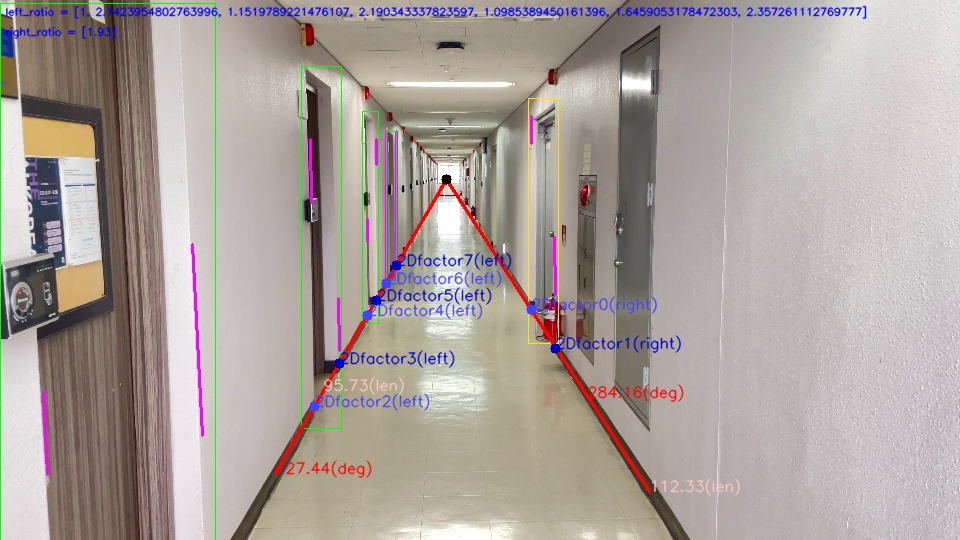 left_ratio = [1, 2.1423954802763996, 1.1519789221476107, 2.190343337823597, 1.0985389450161396, 1.6459053178472303, 2.357261112769777]
right_ratio = [1.93]
2Dfactor7(left)
2Dfactor6(left)
2Dfactor5(left)
2Dfactor0(right)
2Dfactor4(left)
2Dfactor1(right)
2Dfactor3(left)
95.73(len)
284.16(deg)
2Dfactor2(left)
27.44(deg)
112.33(len)